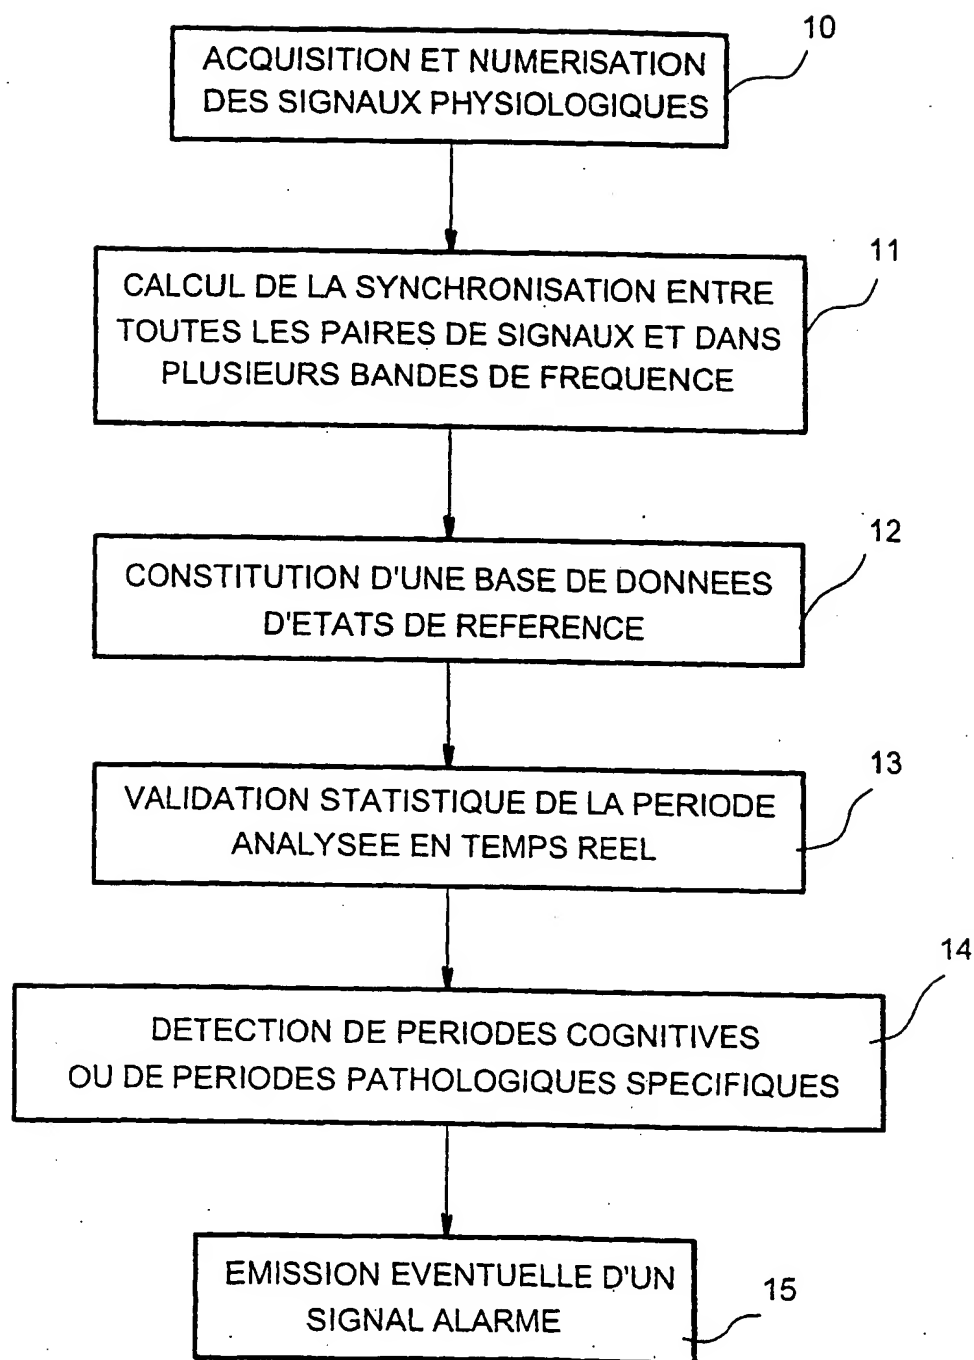 10
ACQUISITION ET NUMERISATION
DES SIGNAUX PHYSIOLOGIQUES
11
CALCUL DE LA SYNCHRONISATION ENTRE
TOUTES LES PAIRES DE SIGNAUX ET DANS
PLUSIEURS BANDES DE FREQUENCE
12
CONSTITUTION D'UNE BASE DE DONNEES
D'ETATS DE REFERENCE
13
VALIDATION STATISTIQUE DE LA PERIODE
ANALYSEE EN TEMPS REEL
14
DETECTION DE PERIODES COGNITIVES
OU DE PERIODES PATHOLOGIQUES SPECIFIQUES
EMISSION EVENTUELLE D'UN
SIGNAL ALARME
15